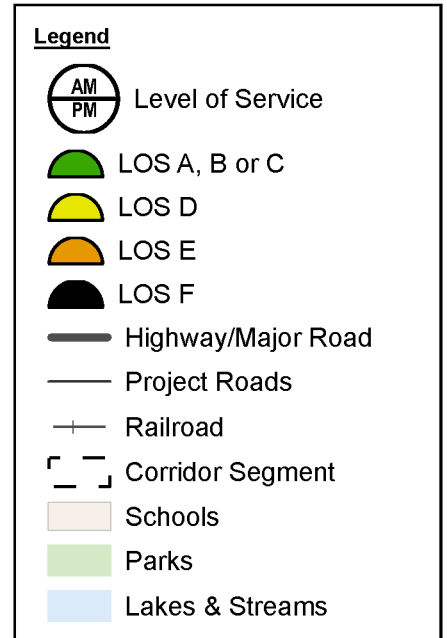 Legend
AM
PM
Level of Service
LOS A, B or C
LOS D
LOS E
LOS F
Highway/Major Road
Project Roads
Railroad
Corridor Segment
Schools
Parks
Lakes & Streams